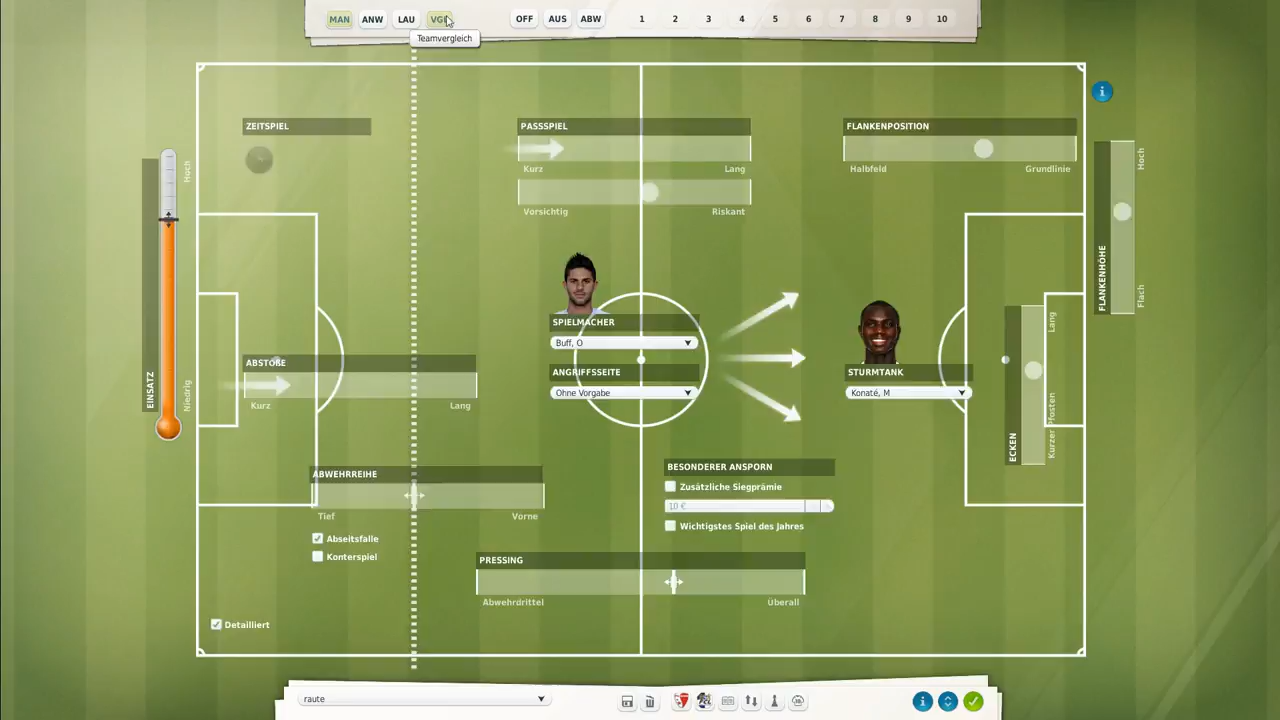 MAN ANW LAU VGL OFF AUS ABW 1 2 3 4 5 6 7 8 9 10
Teamvergleich
ZEITSPIEL
PASSSPIEL
FLANKENPOSITION
Kurz Lang
Halbfeld Grundlinie
Vorsichtig Riskant
Hoch
EINSATZ
Niedrig
Hoch
FLANKENHÖHE
Flach
SPIELMACHER
Buff, O
ANGRIFFSSEITE
Ohne Vorgabe
STURMTANK
Konaté, M
ABSTÖßE
Kurz Lang
Lang
ECKEN
Kurzer Pfosten
ABWEHRREIHE
Tief Vorne
Abseitsfalle
Konterspiel
BESONDERER ANSPORN
Zusätzliche Siegprämie
10 €
Wichtigstes Spiel des Jahres
PRESSING
Abwehrdrittel Überall
Detailliert
raute